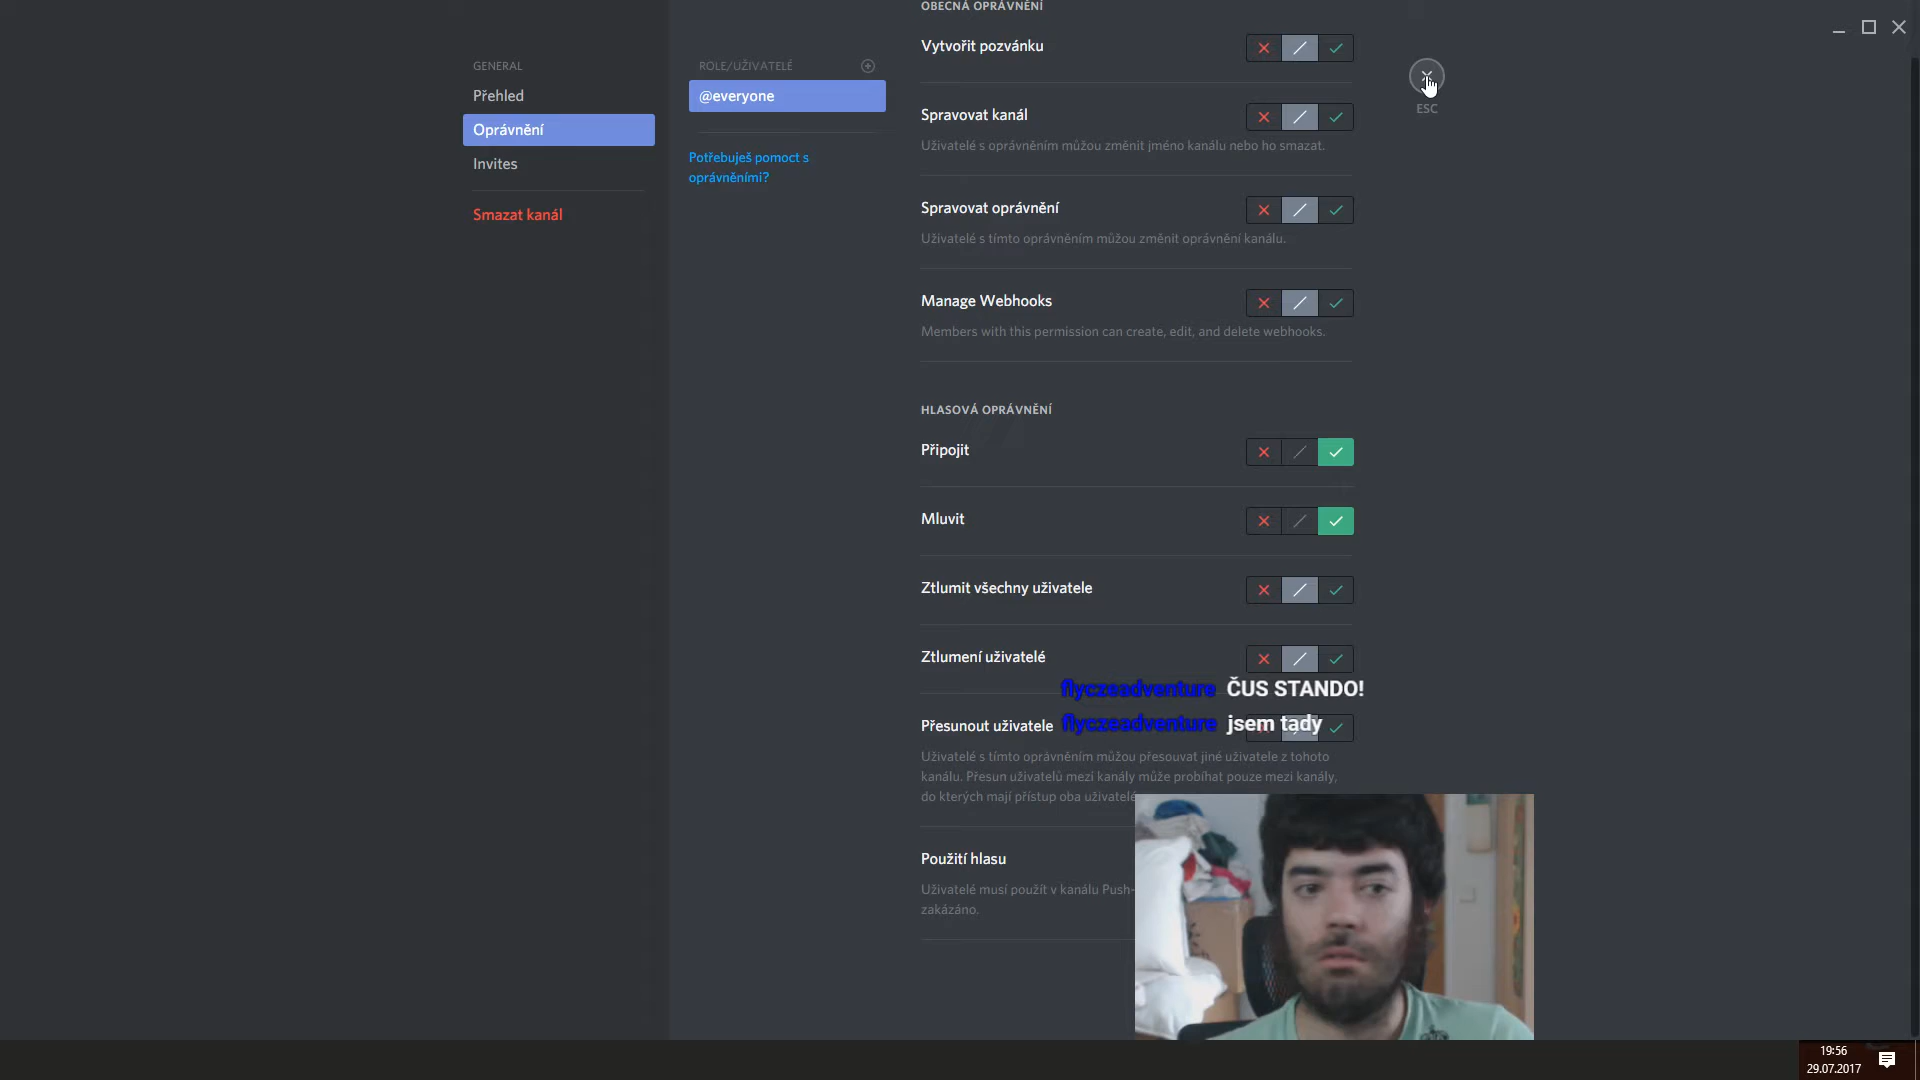 GENERAL
Přehled
Oprávnění
Invites
Smazat kanál
ROLE/UŽIVATELÉ
@everyone
Potřebuješ pomoct s
oprávněními?
OBECNÁ OPRÁVNĚNÍ
Vytvořit pozvánku
Spravovat kanál
Uživatelé s oprávněním můžou změnit jméno kanálu nebo ho smazat.
Spravovat oprávnění
Uživatelé s tímto oprávněním můžou změnit oprávnění kanálu.
Manage Webhooks
Members with this permission can create, edit, and delete webhooks.
HLASOVÁ OPRÁVNĚNÍ
Připojit
Mluvit
Ztlumit všechny uživatele
Ztlumení uživatelé
flyczeadventure ČUS STANDO!
Přesunout uživatele
flyczeadventure jsem tady
Uživatelé s tímto oprávněním můžou přesouvat jiné uživatele z tohoto
kanálu. Přesun uživatelů mezi kanály může probíhat pouze mezi kanály,
do kterých mají přístup oba uživatelé
Použití hlasu
Uživatelé musí použít v kanálu Push-
zakázáno.
ESC
19:56
29.07.2017